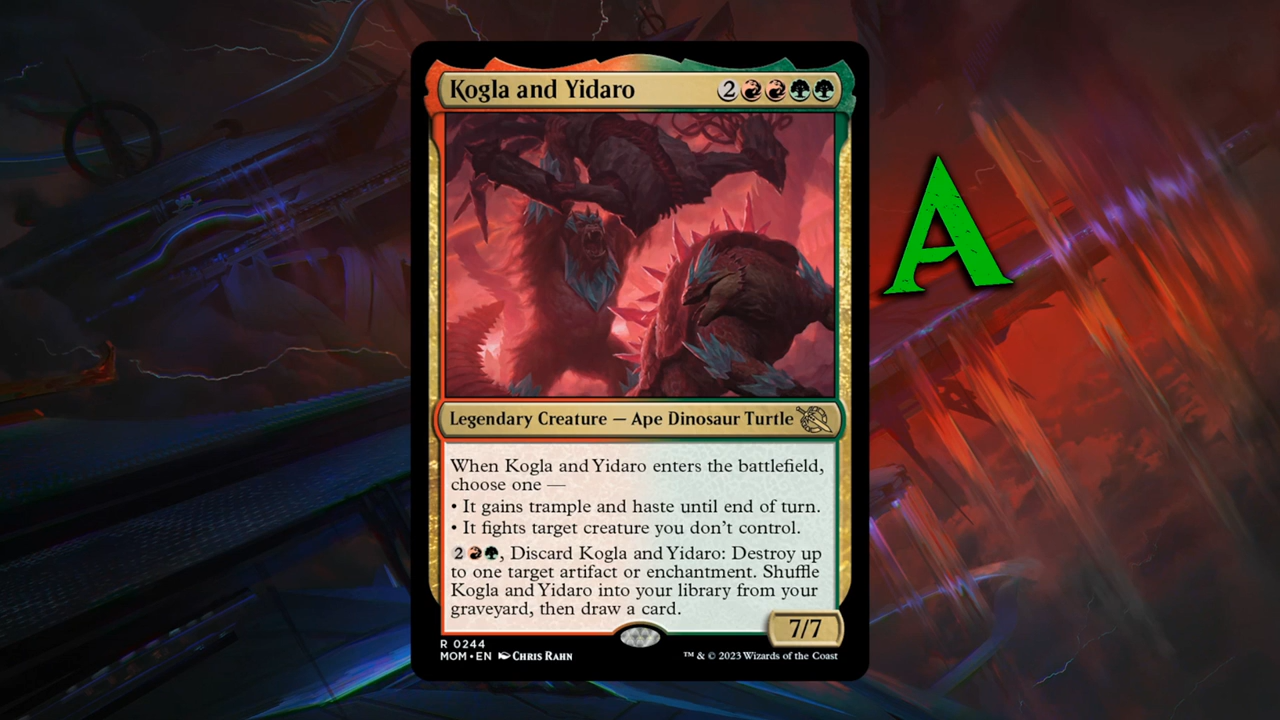 Kogla and Yidaro 2
A
Legendary Creature — Ape Dinosaur Turtle
When Kogla and Yidaro enters the battlefield,
choose one —
• It gains trample and haste until end of turn.
• It fights target creature you don't control.
2 , Discard Kogla and Yidaro: Destroy up
to one target artifact or enchantment. Shuffle
Kogla and Yidaro into your library from your
graveyard, then draw a card.
7/7
R 0244
MOM • EN Chris Rahn
™ & © 2023 Wizards of the Coast